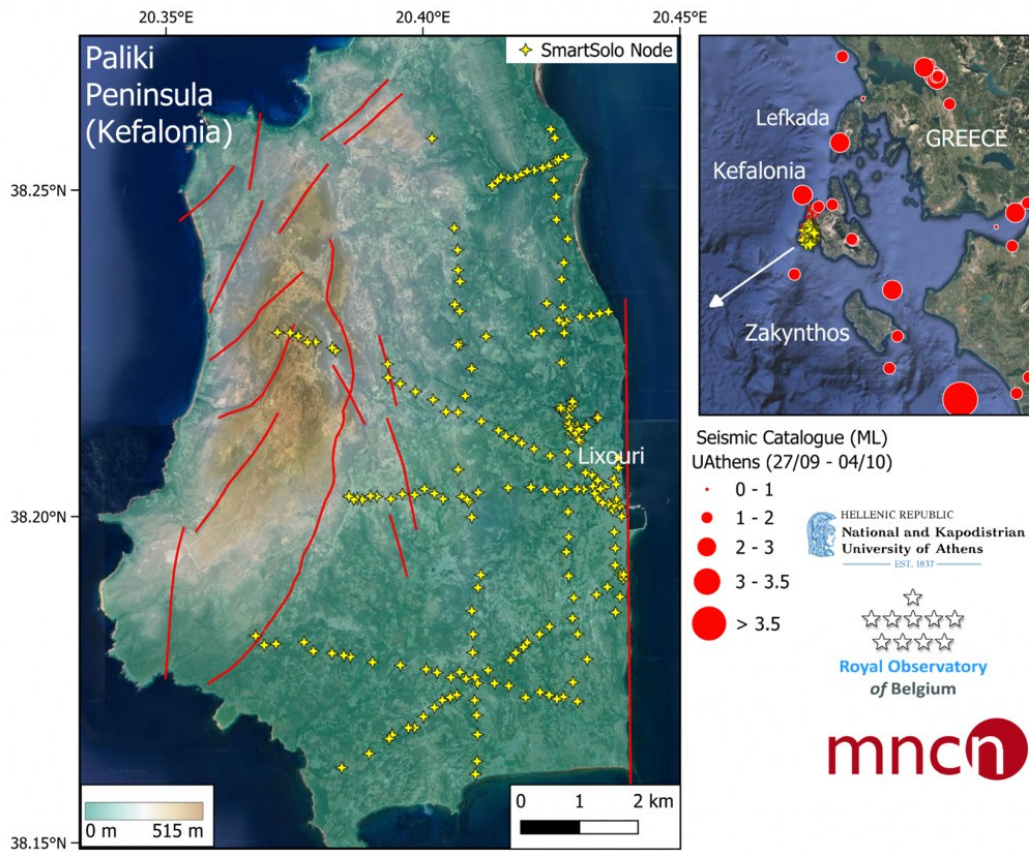 20.35°E
20.40°E
20.45°E
Paliki
Peninsula
(Kefalonia)
SmartSolo Node
38.25°N
38.20°N
38.15°N
Lixouri
0 m
515 m
0
1
2 km
Lefkada
GREECE
Kefalonia
Zakynthos
Seismic Catalogue (ML)
UAthens (27/09 - 04/10)
0 - 1
1 - 2
2 - 3
3 - 3.5
> 3.5
HELLENIC REPUBLIC
National and Kapodistrian
University of Athens
EST. 1837
Royal Observatory
of Belgium
mncn